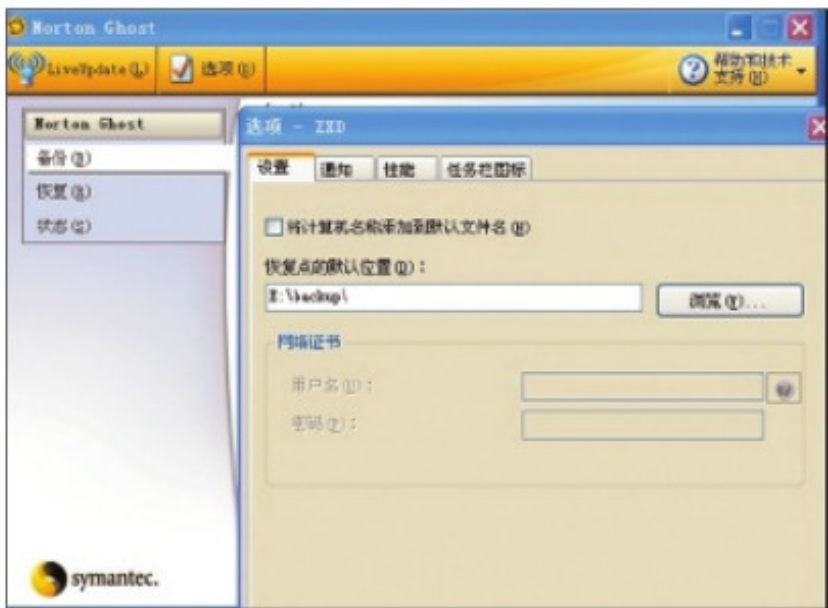 Norton Ghost
LiveUpdate(L)
选项(O)
帮助和技术
支持(H)
Norton Ghost
备份(B)
恢复(R)
状态(S)
选项 - ZXD
设置
通知
性能
任务栏图标
将计算机名称添加到默认文件名(N)
恢复点的默认位置(D)：
E:\backup\
浏览(W)...
网络证书
用户名(U)：
密码(P)：
symantec.